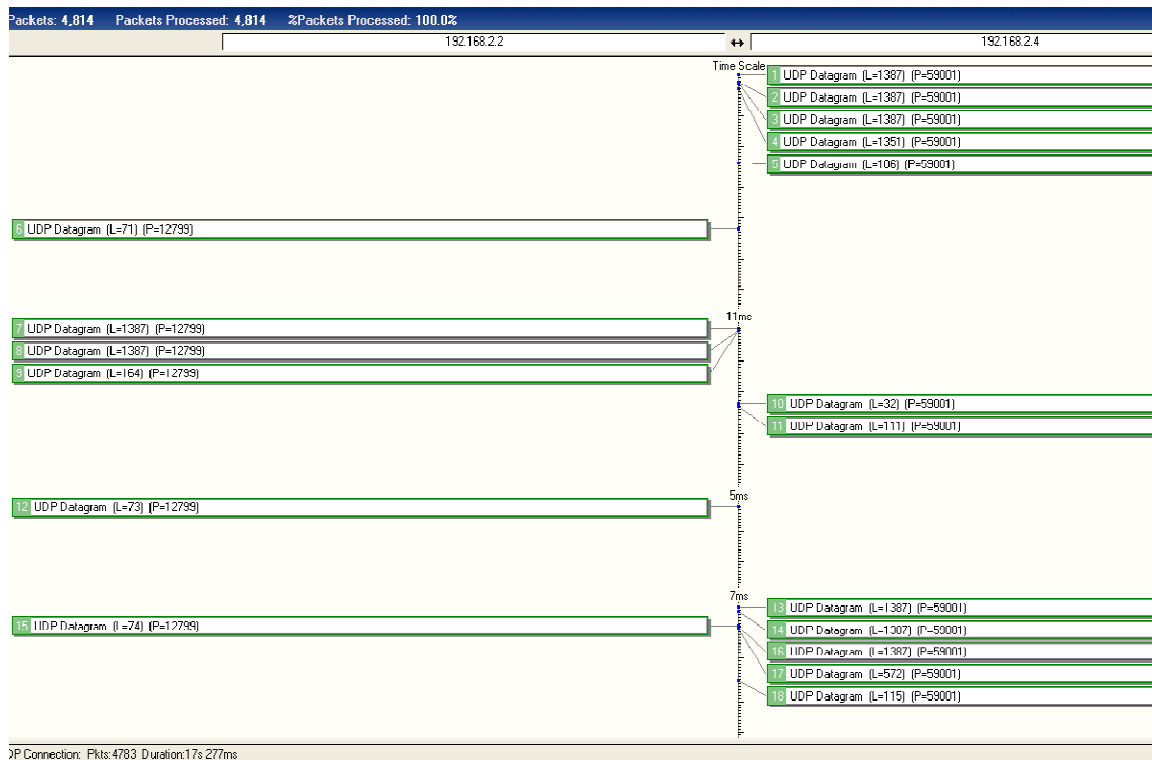 Packets: 4,814 Packets Processed: 4,814 %Packets Processed: 100.0%
192.168.2.2 ↔ 192.168.2.4
Time Scale
1 UDP Datagram (L=1387) (P=59001)
2 UDP Datagram (L=1387) (P=59001)
3 UDP Datagram (L=1387) (P=59001)
4 UDP Datagram (L=1351) (P=59001)
5 UDP Datagram (L=106) (P=59001)
6 UDP Datagram (L=71) (P=12799)
11ms
7 UDP Datagram (L=1387) (P=12799)
8 UDP Datagram (L=1387) (P=12799)
9 UDP Datagram (L=164) (P=12799)
10 UDP Datagram (L=32) (P=59001)
11 UDP Datagram (L=111) (P=59001)
5ms
12 UDP Datagram (L=73) (P=12799)
7ms
13 UDP Datagram (L=1387) (P=59001)
15 UDP Datagram (L=74) (P=12799)
14 UDP Datagram (P=59001)
16 UDP Datagram (L=1387) (P=59001)
17 UDP Datagram (L=572) (P=59001)
18 UDP Datagram (L=115) (P=59001)
DP Connection: Pkts:4783 Duration:17s 277ms